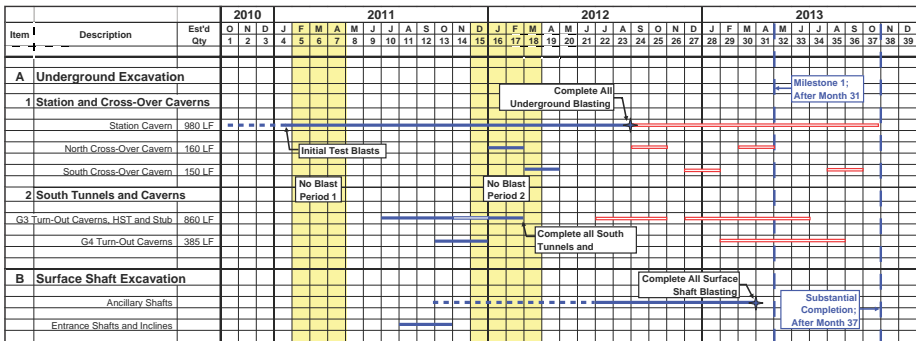 2010 2011 2012 2013
Item Description Est'd Qty
O N D J F M A M J J A S O N D J F M A M J J A S O N D J F M A M J J A S O N D
1 2 3 4 5 6 7 8 9 10 11 12 13 14 15 16 17 18 19 20 21 22 23 24 25 26 27 28 29 30 31 32 33 34 35 36 37 38 39
A Underground Excavation
Milestone 1;
After Month 31
Complete All
Underground Blasting
1 Station and Cross-Over Caverns
Station Cavern 980 LF
North Cross-Over Cavern 160 LF
Initial Test Blasts
South Cross-Over Cavern 150 LF
No Blast
Period 1
No Blast
Period 2
2 South Tunnels and Caverns
G3 Turn-Out Caverns, HST and Stub 860 LF
G4 Turn-Out Caverns 385 LF
Complete all South
Tunnels and
B Surface Shaft Excavation
Complete All Surface
Shaft Blasting
Ancillary Shafts
Substantial
Completion;
After Month 37
Entrance Shafts and Inclines